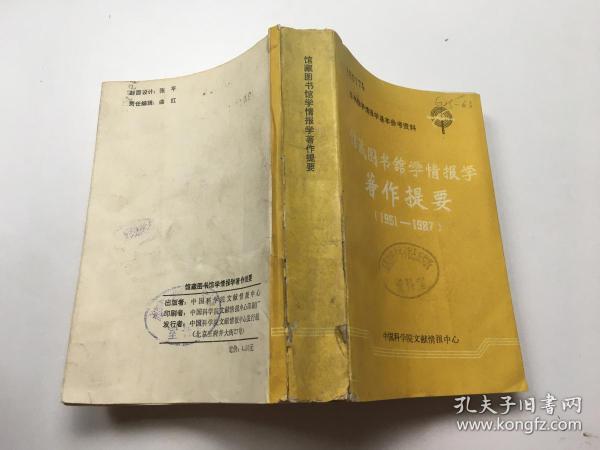 封面设计：张平
责任编辑：凌红
馆藏图书馆学情报学著作提要
出版者：中国科学院文献情报中心
印刷者：中国科学院文献情报中心印刷厂
发行者：中国科学院文献情报中心发行组
馆藏图书馆学情报学著作提要
图书馆学情报学基本参考资料
馆藏图书馆学情报学
著作提要
(1951—1987)
中国科学院文献情报中心
孔夫子旧书网
www.kongfz.com